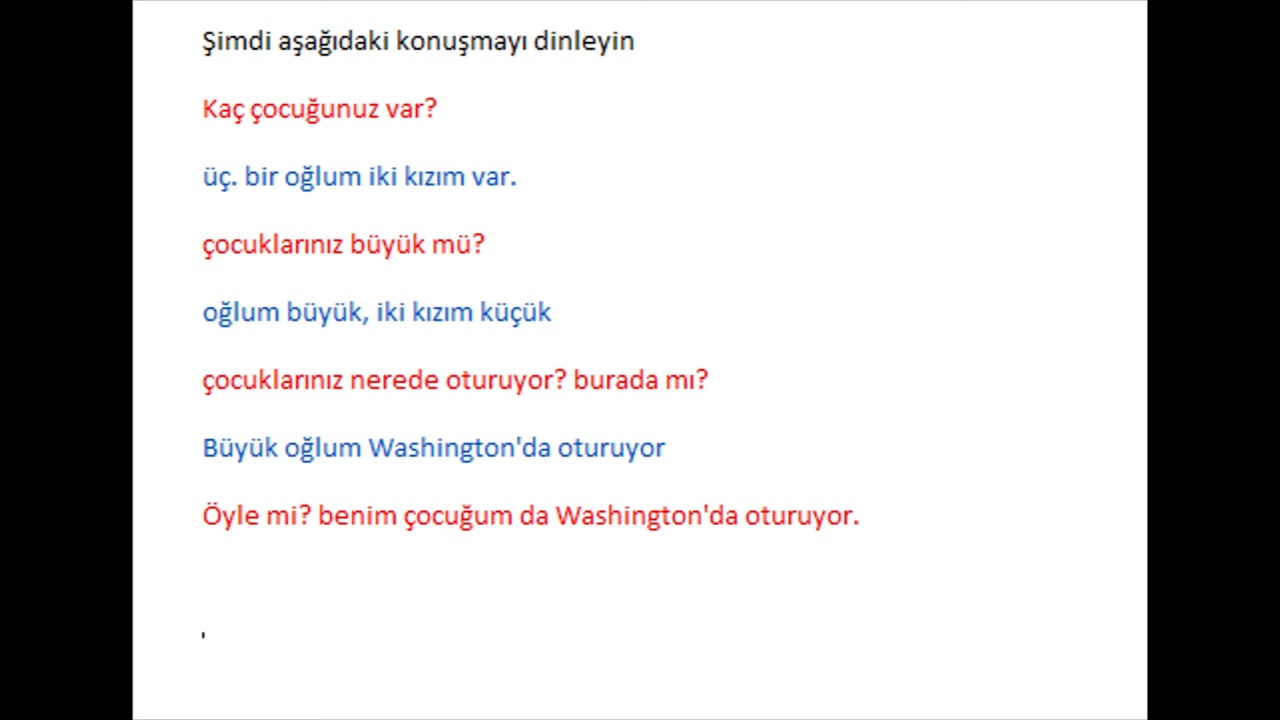 Şimdi aşağıdaki konuşmayı dinleyin
Kaç çocuğunuz var?
üç. bir oğlum iki kızım var.
çocuklarınız büyük mü?
oğlum büyük, iki kızım küçük
çocuklarınız nerede oturuyor? burada mı?
Büyük oğlum Washington'da oturuyor
Öyle mi? benim çocuğum da Washington'da oturuyor.
'